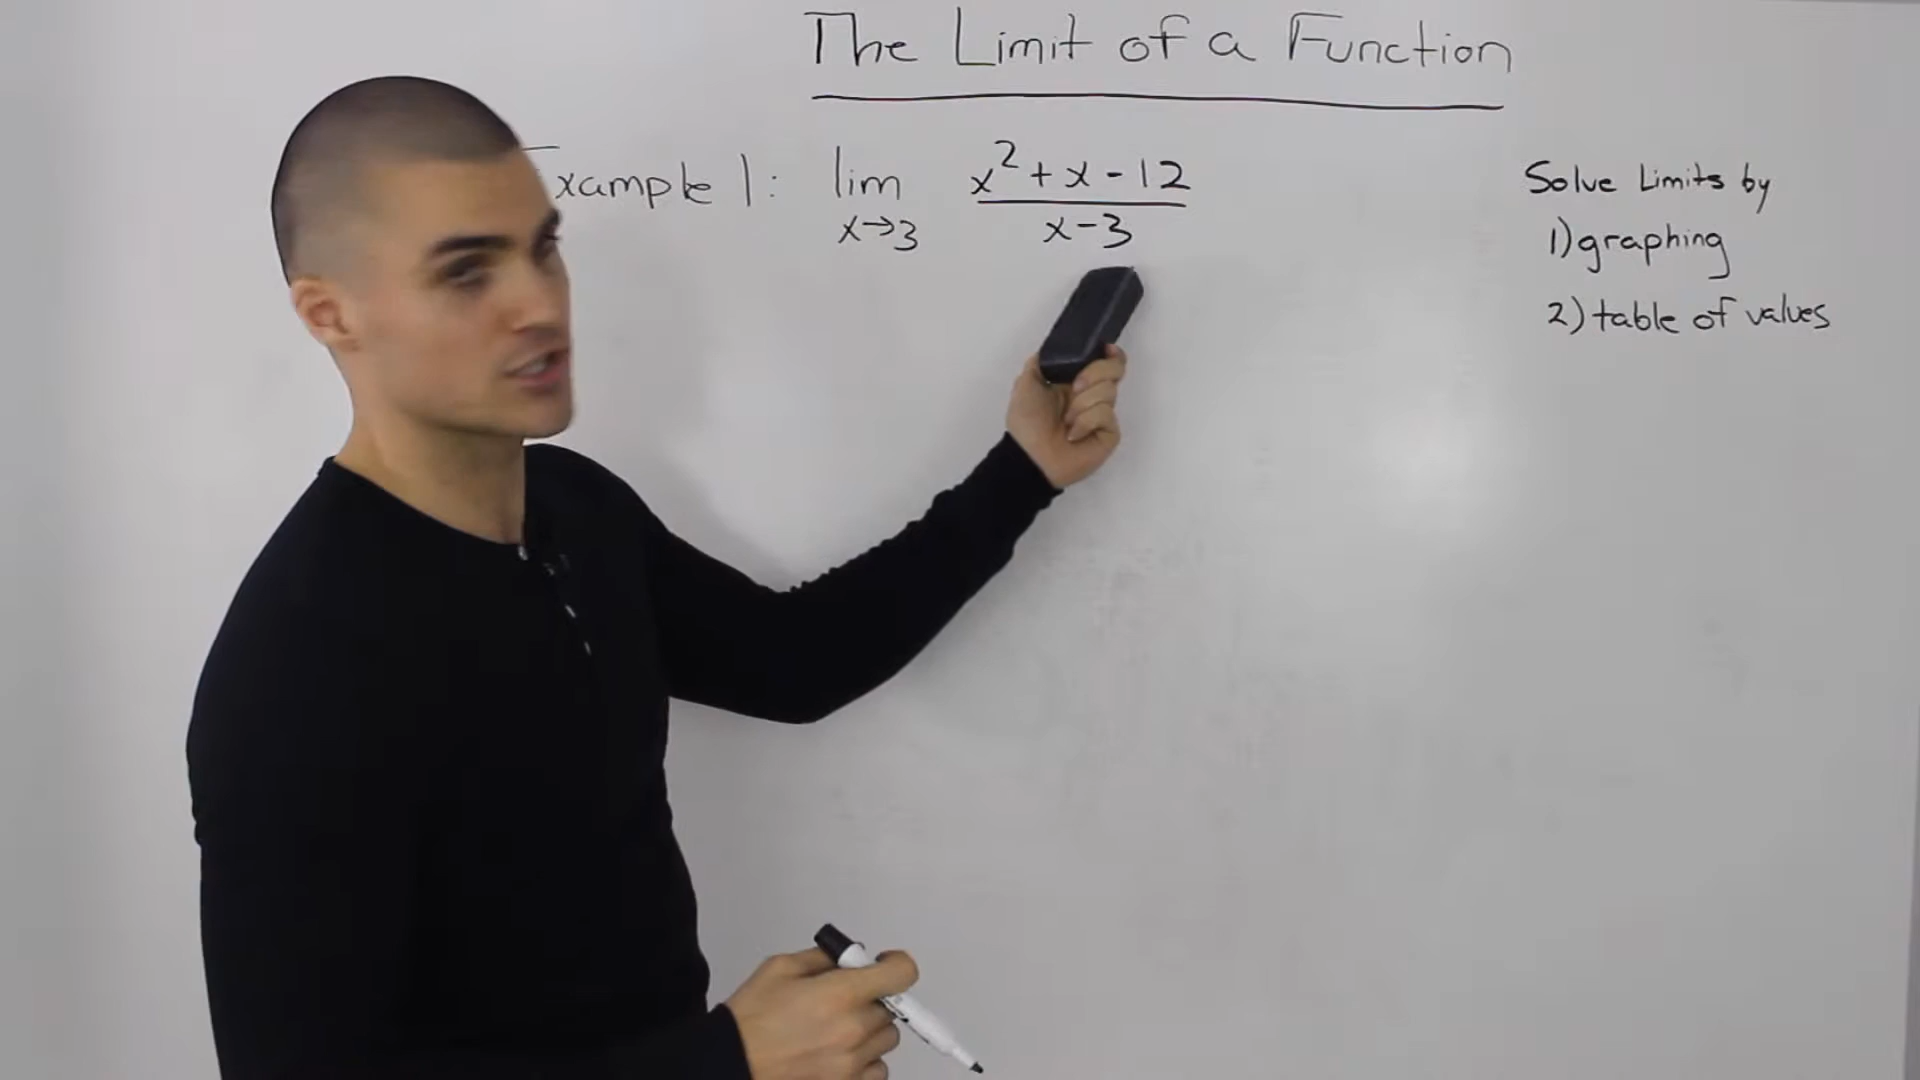 The Limit of a Function
Example 1: lim x→3 x²+x-12 / x-3
Solve Limits by
1) graphing
2) table of values